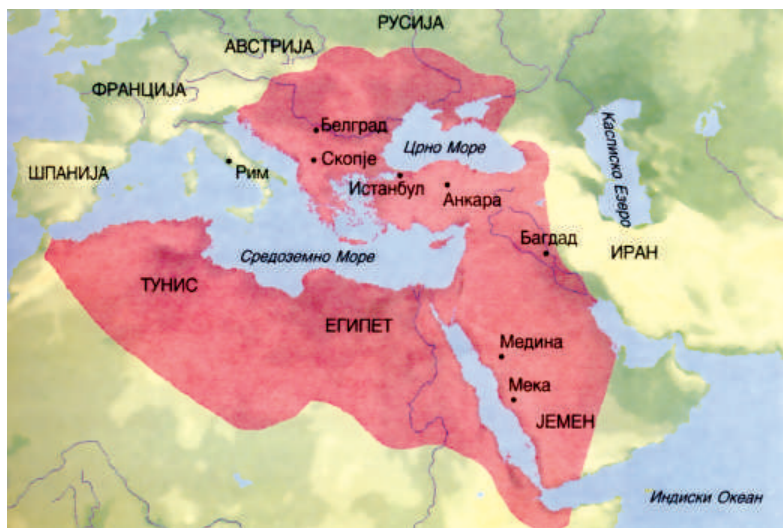 РУСИЈА
АВСТРИЈА
ФРАНЦИЈА
Белград
Црно Море
Касписко Езеро
ШПАНИЈА
Рим
Скопје
Истанбул
Анкара
Багдад
ИРАН
Средоземно Море
ТУНИС
ЕГИПЕТ
Медина
Мека
ЈЕМЕН
Индиски Океан